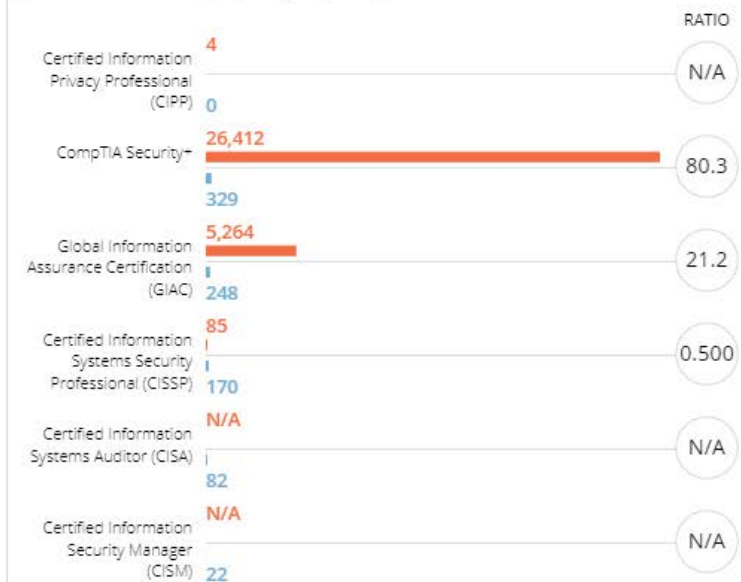 RATIO
4
Certified Information
Privacy Professional
(CIPP)
0
N/A
26,412
CompTIA Security+
329
80.3
5,264
Global Information
Assurance Certification
(GIAC)
248
21.2
85
Certified Information
Systems Security
Professional (CISSP)
170
0.500
N/A
Certified Information
Systems Auditor (CISA)
82
N/A
N/A
Certified Information
Security Manager
(CISM)
22
N/A